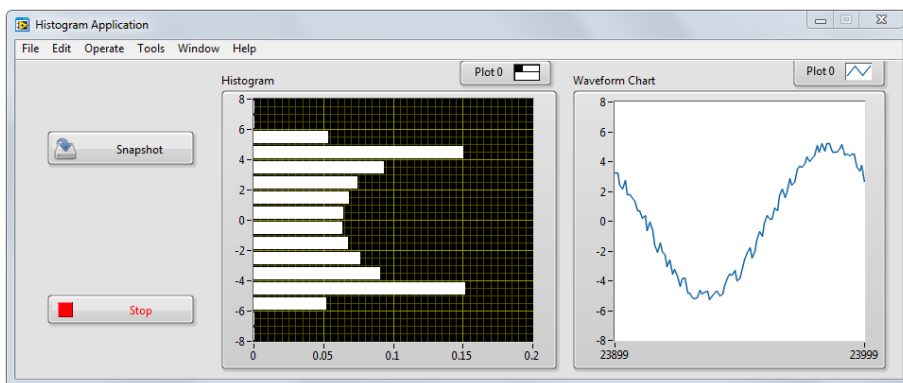 Histogram Application
File Edit Operate Tools Window Help
Snapshot
Stop
Histogram
Plot 0
8
6
4
2
0
-2
-4
-6
-8
0 0.05 0.1 0.15 0.2
Waveform Chart
Plot 0
8
6
4
2
0
-2
-4
-6
-8
23899 23999